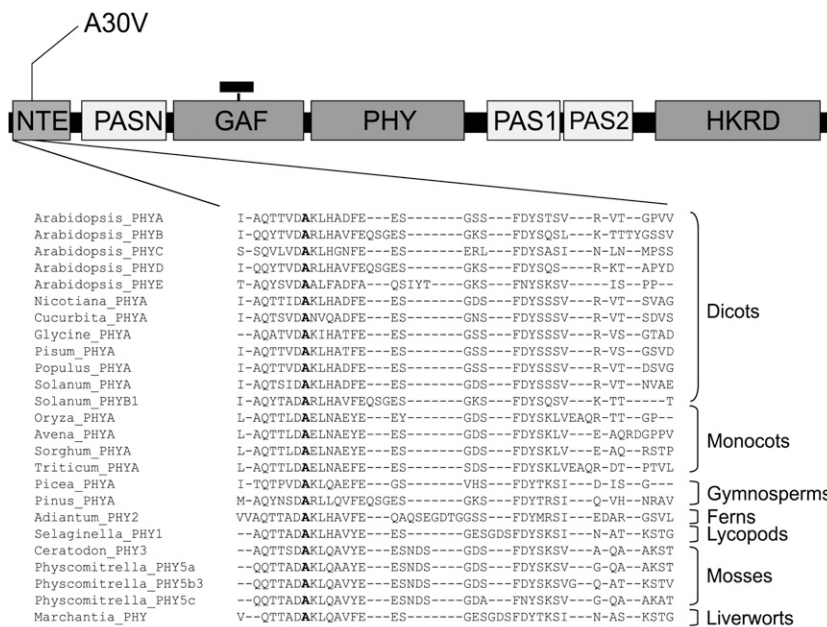 A30V
NTE PASN GAF PHY PAS1 PAS2 HKRD
Arabidopsis_PHYA I-AQTTVDAKLHADFE---ES-------GSS---FDYSTSV---R-VT--GPVV
Arabidopsis_PHYB I-QQYTVDARLHAVFEQSGES-------GKS---FDYSQSL---K-TTTYGSSV
Arabidopsis_PHYC S-SQVLVDAKLHGNFE---ES-------ERL---FDYSASI---N-LN--MPSS
Arabidopsis_PHYD I-QQYTVDARLHAVFEQSGES-------GKS---FDYSQS----R-KT--APYD
Arabidopsis_PHYE T-AQYSVDAALFADFA---QSIYT----GKS---FNYSKSV-----IS--PP--
Nicotiana_PHYA I-AQTTIDAKLHADFE---ES-------GDS---FDYSSSV---R-VT--SVAG
Cucurbita_PHYA I-AQTSVDANVQADFE---ES-------GNS---FDYSSSV---R-VT--SDVS
Glycine_PHYA --AQATVDAKIHATFE---ES-------GSS---FDYSSSV---R-VS--GTAD
Pisum_PHYA I-AQTTVDAKLHATFE---ES-------GSS---FDYSSSV---R-VS--GSVD
Populus_PHYA I-AQTTVDAKLHADFE---ES-------GSS---FDYSSSV---R-VT--DSVG
Solanum_PHYA I-AQTSIDAKLHADFE---ES-------GDS---FDYSSSV---R-VT--NVAE
Solanum_PHYB1 I-AQYTADARLHAVFEQSGES-------GKS---FDYSQSV---K-TT-----T
Dicots
Oryza_PHYA L-AQTTLDAELNAEYE---EY-------GDS---FDYSKLVEAQR-TT--GP--
Avena_PHYA L-AQTTLDAELNAEYE---ES-------GDS---FDYSKLV---E-AQRDGPPV
Sorghum_PHYA L-AQTTLDAELNAEYE---ES-------GDS---FDYSKLV---E-AQ--RSTP
Triticum_PHYA L-AQTTLDAELNAEYE---ES-------SDS---FDYSKLVEAQR-DT--PTVL
Monocots
Picea_PHYA I-TQTPVDAKLQAEFE---GS-------VHS---FDYTKSI---D-IS--G---
Pinus_PHYA M-AQYNSDARLLQVFEQSGES-------GKS---FDYTRSI---Q-VH--NRAV
Gymnosperms
Adiantum_PHY2 VVAQTTADAKLHAVFE---QAQSEGDTGGSS---FDYMRSI---EDAR--GSVL
Ferns
Selaginella_PHY1 --AQTTADAKLHAVYE---ES-------GESGDSFDYSKSI---N-AT--KSTG
Lycopods
Ceratodon_PHY3 --QQTTSDAKLQAVYE---ESNDS----GDS---FDYSKSV---A-QA--AKST
Physcomitrella_PHY5a --QQTTADAKLQAAYE---ESNDS----GDS---FDYSKSV---G-QA--AKST
Physcomitrella_PHY5b3 --QQTTADAKLQAVYE---ESNDS----GDS---FDYSKSVG--Q-AT--KSTV
Physcomitrella_PHY5c --QQTTADAKLQAVYE---ESNDS----GDA---FNYSKSV---G-QA--AKAT
Mosses
Marchantia_PHY V--QQTTADAKLQAVYE---ES-------GESGDSFDYTKSI---N-AS--KSTG
Liverworts